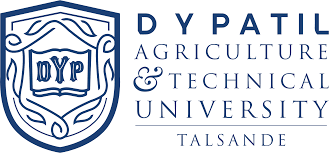 DYP
D Y PATIL
AGRICULTURE
& TECHNICAL
UNIVERSITY
TALSANDE